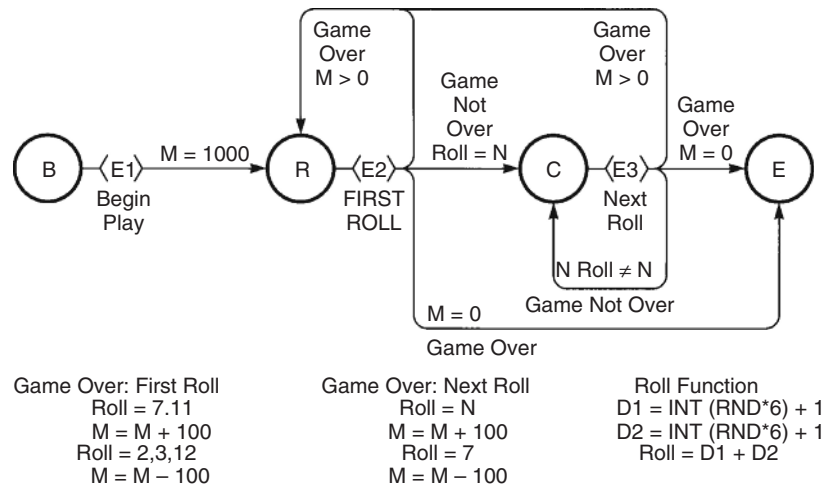 Game
Over
M > 0
Game
Not
Over
Roll = N
Game
Over
M > 0
Game
Over
M = 0
B
⟨E1⟩
M = 1000
R
⟨E2⟩
C
⟨E3⟩
E
Begin
Play
FIRST
ROLL
Next
Roll
N Roll ≠ N
Game Not Over
M = 0
Game Over
Game Over: First Roll
Roll = 7.11
M = M + 100
Roll = 2,3,12
M = M – 100
Game Over: Next Roll
Roll = N
M = M + 100
Roll = 7
M = M – 100
Roll Function
D1 = INT (RND*6) + 1
D2 = INT (RND*6) + 1
Roll = D1 + D2